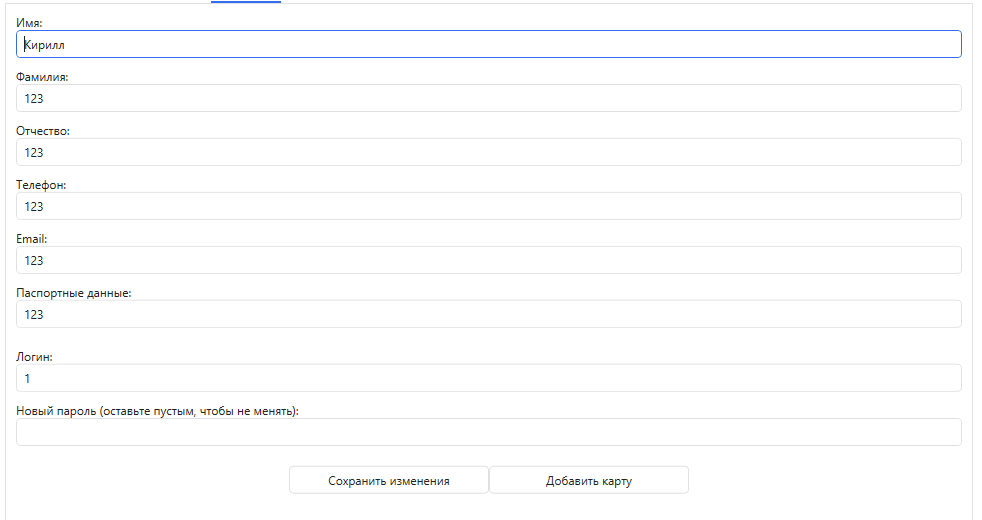 Имя:
Кирилл
Фамилия:
123
Отчество:
123
Телефон:
123
Email:
123
Паспортные данные:
123
Логин:
1
Новый пароль (оставьте пустым, чтобы не менять):
Сохранить изменения Добавить карту